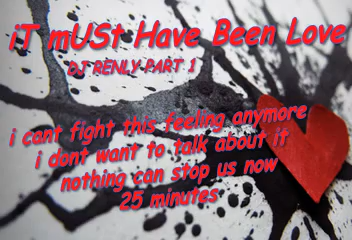 iT mUSt Have Been Love
DJ RENLY PART 1
i cant fight this feeling anymore
i dont want to talk about it
nothing can stop us now
25 minutes